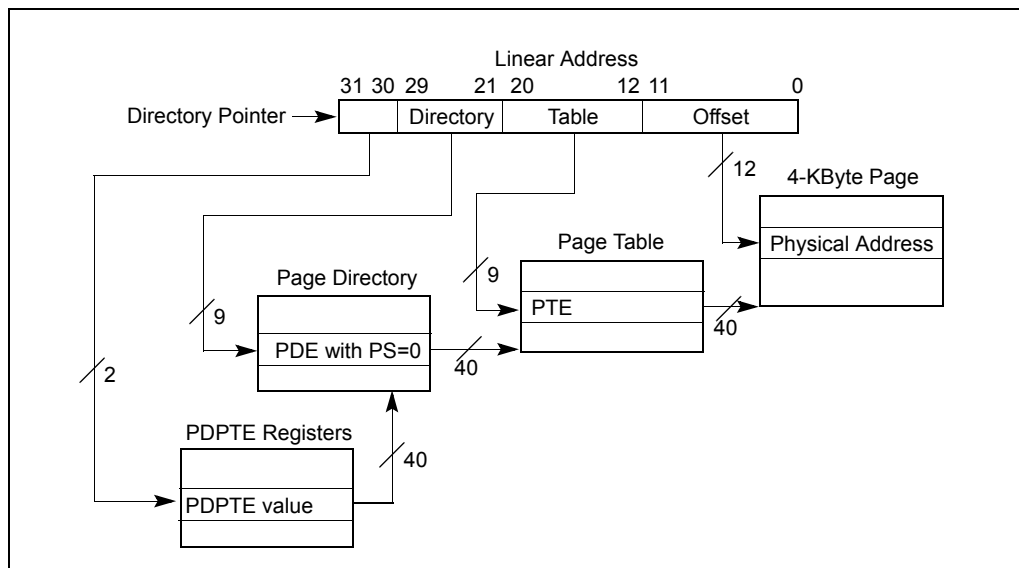 Linear Address
31 30 29 21 20 12 11 0
Directory Pointer Directory Table Offset
12
4-KByte Page
Physical Address
Page Table
9
PTE
40
Page Directory
9
PDE with PS=0
40
2
PDPTE Registers
40
PDPTE value